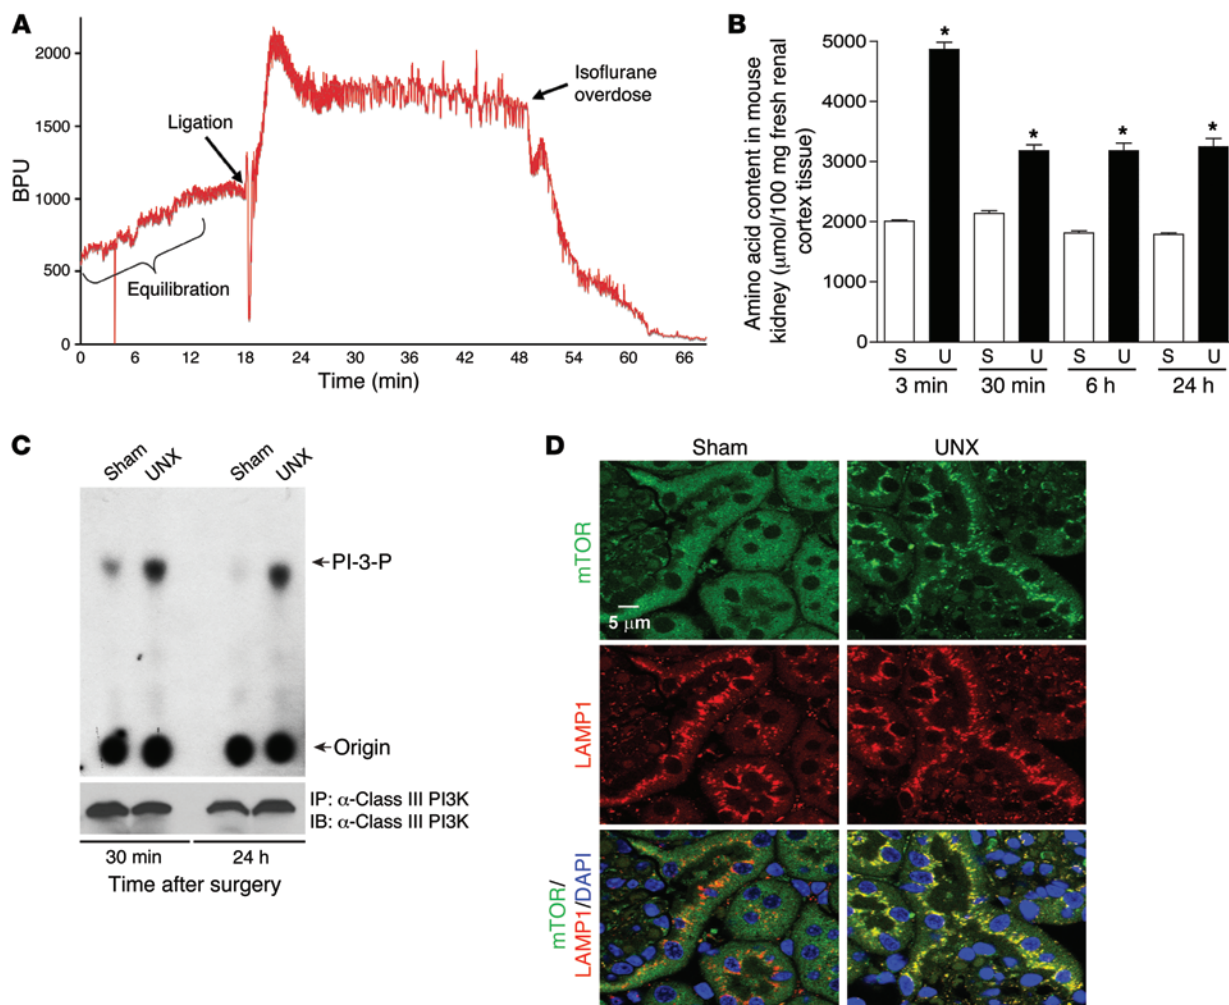 A
BPU
2000
1500
1000
500
0
Ligation
Equilibration
Isoflurane
overdose
0 6 12 18 24 30 36 42 48 54 60 66
Time (min)
B
Amino acid content in mouse
kidney (μmol/100 mg fresh renal
cortex tissue)
5000
4000
3000
2000
1000
0
* * * *
S U S U S U S U
3 min 30 min 6 h 24 h
C
Sham UNX Sham UNX
PI-3-P
Origin
IP: α-Class III PI3K
IB: α-Class III PI3K
30 min 24 h
Time after surgery
D
Sham UNX
mTOR
5 μm
LAMP1
mTOR/
LAMP1/DAPI